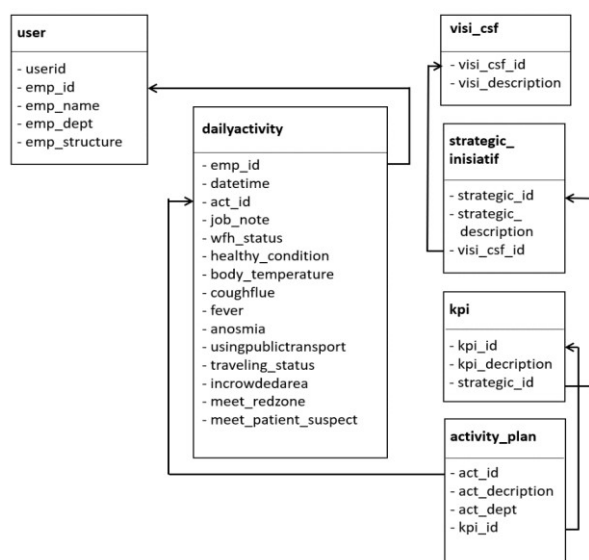 user
- userid
- emp_id
- emp_name
- emp_dept
- emp_structure
dailyactivity
- emp_id
- datetime
- act_id
- job_note
- wfh_status
- healthy_condition
- body_temperature
- coughflue
- fever
- anosmia
- usingpublictransport
- traveling_status
- incrowdedarea
- meet_redzone
- meet_patient_suspect
visi_csf
- visi_csf_id
- visi_description
strategic_
inisiatif
- strategic_id
- strategic_
description
- visi_csf_id
kpi
- kpi_id
- kpi_decription
- strategic_id
activity_plan
- act_id
- act_decription
- act_dept
- kpi_id